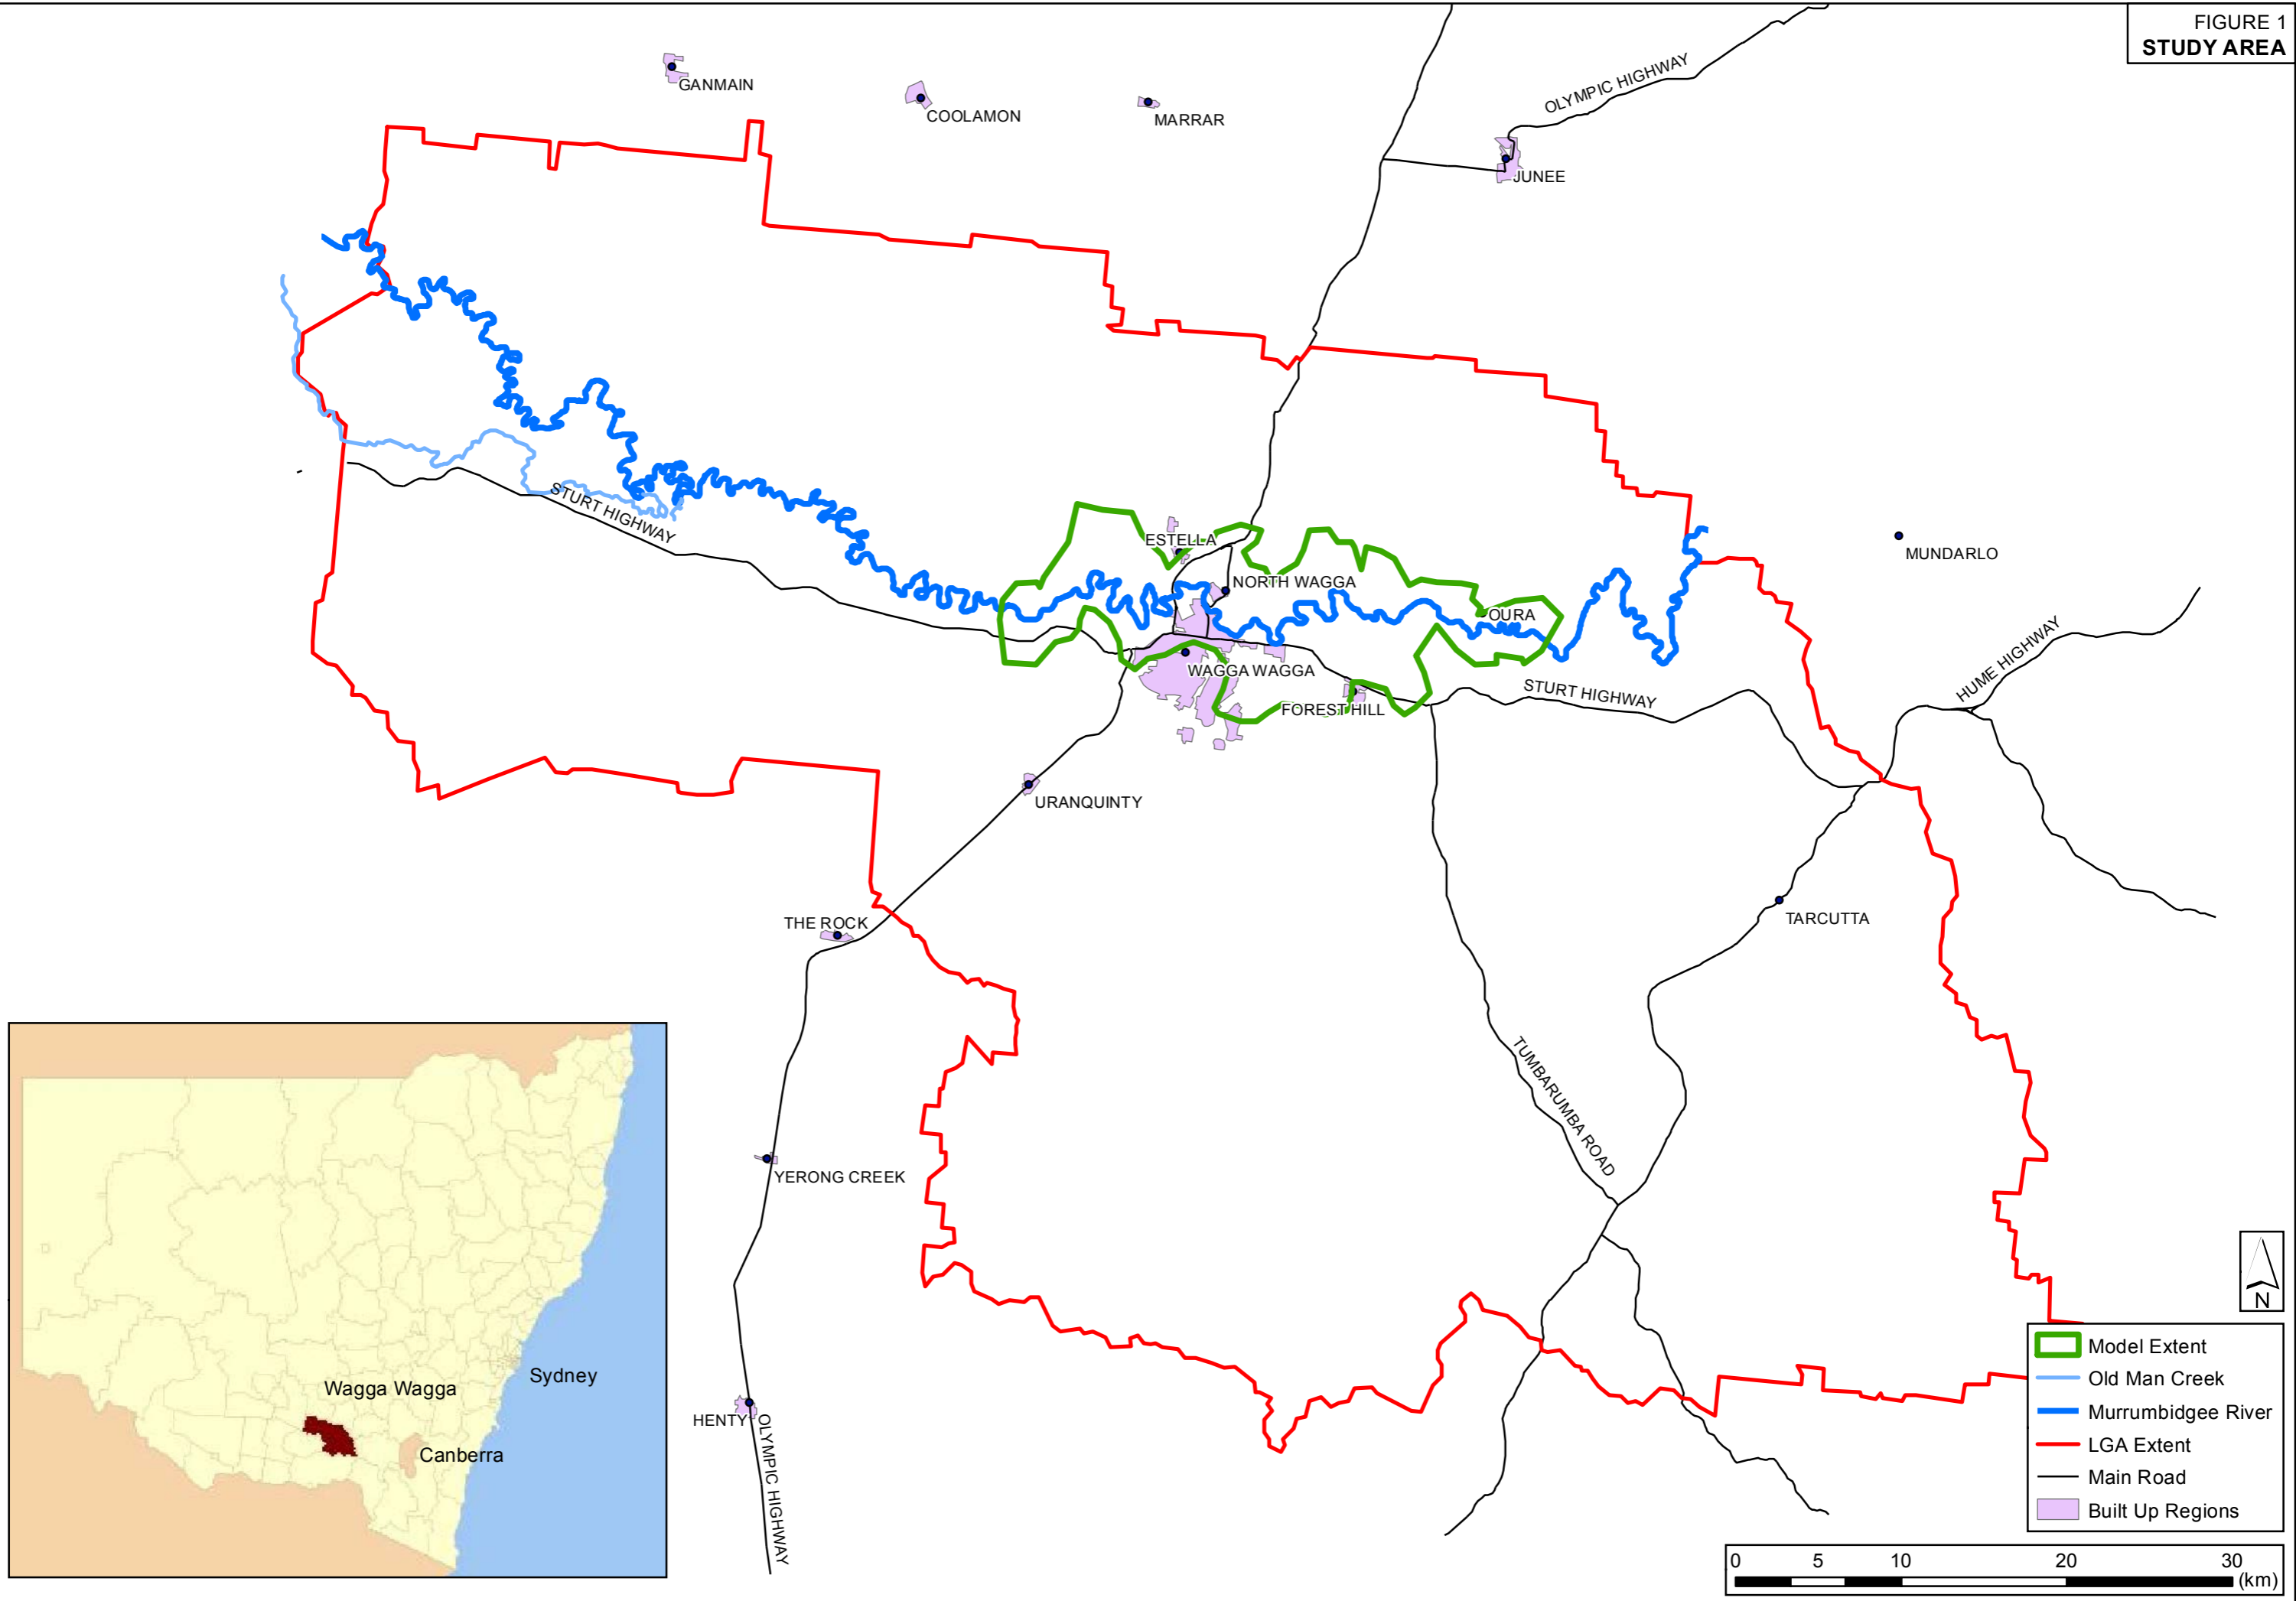 FIGURE 1
STUDY AREA
OLYMPIC HIGHWAY
GANMAIN
COOLAMON
MARRAR
JUNEE
STURT HIGHWAY
ESTELLA
MUNDARLO
NORTH WAGGA
OURA
HUME HIGHWAY
WAGGA WAGGA
STURT HIGHWAY
FOREST HILL
URANQUINTY
THE ROCK
TARCUTTA
TUMBARUMBA ROAD
YERONG CREEK
HENTY
OLYMPIC HIGHWAY
Sydney
Wagga Wagga
Canberra
N
Model Extent
Old Man Creek
Murrumbidgee River
LGA Extent
Main Road
Built Up Regions
0 5 10 20 30
(km)